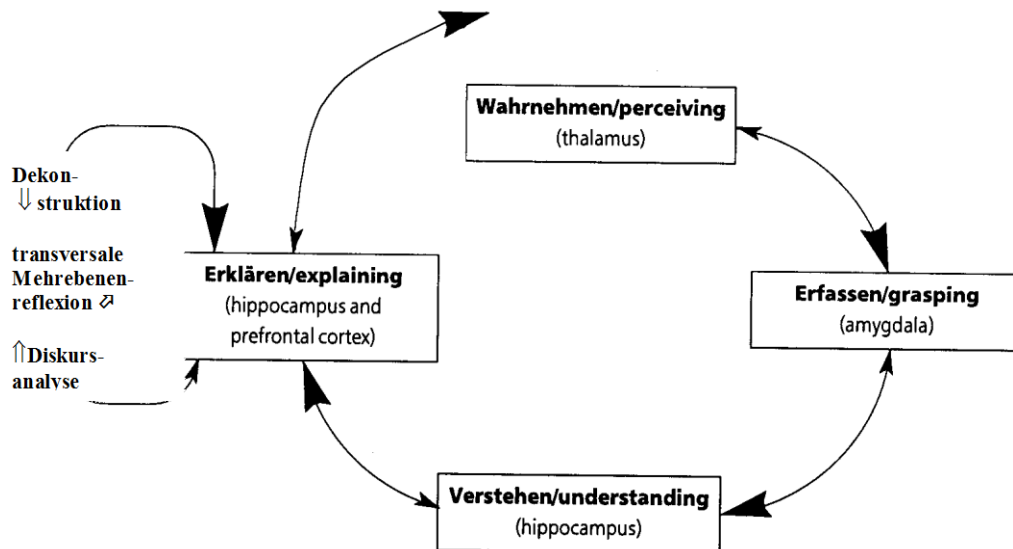 Wahrnehmen/perceiving
(thalamus)
Dekon-
⇓ struktion
transversale
Mehrebenen-
reflexion ⬀
⇑Diskurs-
analyse
Erklären/explaining
(hippocampus and
prefrontal cortex)
Erfassen/grasping
(amygdala)
Verstehen/understanding
(hippocampus)